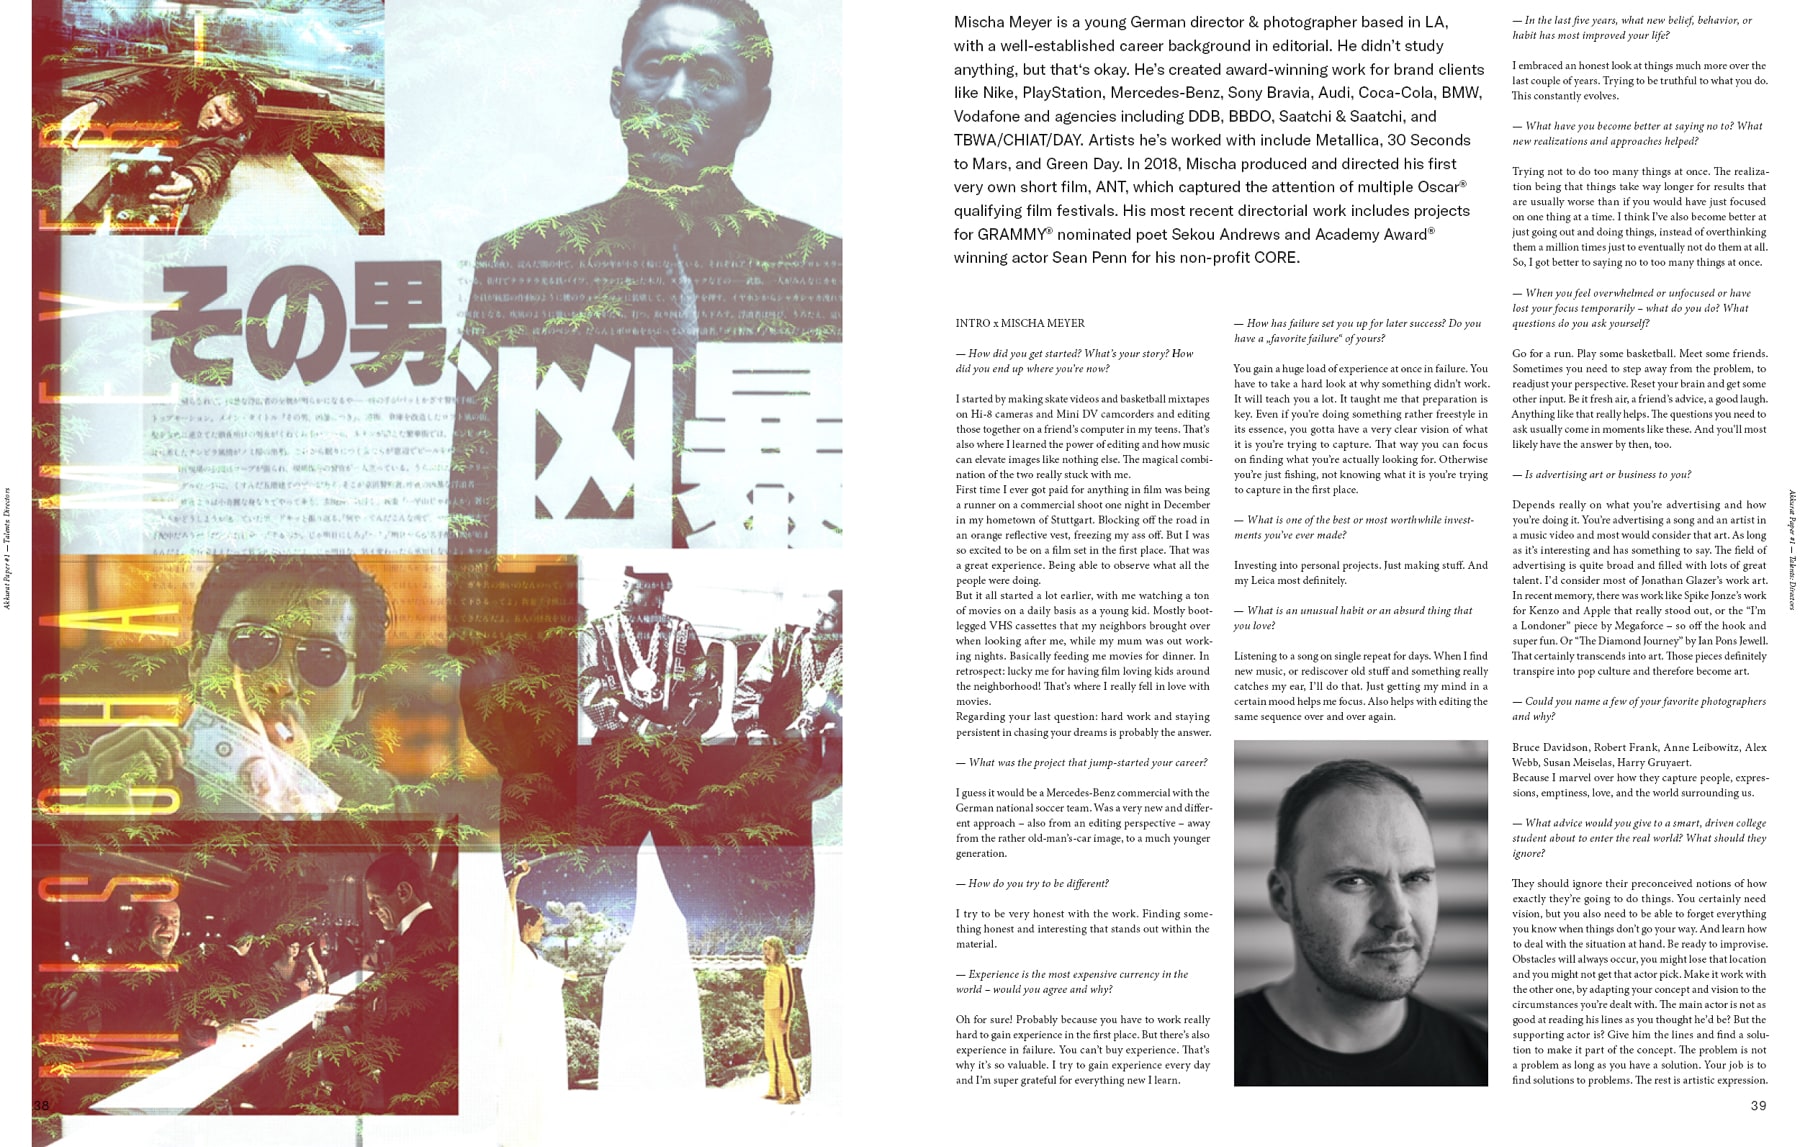 MISCHA MEYER
その男、凶暴
38
Akkurat Paper #1 — Talents: Directors
Mischa Meyer is a young German director & photographer based in LA,
with a well-established career background in editorial. He didn’t study
anything, but that‘s okay. He’s created award-winning work for brand clients
like Nike, PlayStation, Mercedes-Benz, Sony Bravia, Audi, Coca-Cola, BMW,
Vodafone and agencies including DDB, BBDO, Saatchi & Saatchi, and
TBWA/CHIAT/DAY. Artists he’s worked with include Metallica, 30 Seconds
to Mars, and Green Day. In 2018, Mischa produced and directed his first
very own short film, ANT, which captured the attention of multiple Oscar®
qualifying film festivals. His most recent directorial work includes projects
for GRAMMY® nominated poet Sekou Andrews and Academy Award®
winning actor Sean Penn for his non-profit CORE.
INTRO x MISCHA MEYER
— How did you get started? What’s your story? How
did you end up where you’re now?
I started by making skate videos and basketball mixtapes
on Hi-8 cameras and Mini DV camcorders and editing
those together on a friend’s computer in my teens. That’s
also where I learned the power of editing and how music
can elevate images like nothing else. The magical combi-
nation of the two really stuck with me.
First time I ever got paid for anything in film was being
a runner on a commercial shoot one night in December
in my hometown of Stuttgart. Blocking off the road in
an orange reflective vest, freezing my ass off. But I was
so excited to be on a film set in the first place. That was
a great experience. Being able to observe what all the
people were doing.
But it all started a lot earlier, with me watching a ton
of movies on a daily basis as a young kid. Mostly boot-
legged VHS cassettes that my neighbors brought over
when looking after me, while my mum was out work-
ing nights. Basically feeding me movies for dinner. In
retrospect: lucky me for having film loving kids around
the neighborhood! That’s where I really fell in love with
movies.
Regarding your last question: hard work and staying
persistent in chasing your dreams is probably the answer.
— What was the project that jump-started your career?
I guess it would be a Mercedes-Benz commercial with the
German national soccer team. Was a very new and differ-
ent approach – also from an editing perspective – away
from the rather old-man’s-car image, to a much younger
generation.
— How do you try to be different?
I try to be very honest with the work. Finding some-
thing honest and interesting that stands out within the
material.
— Experience is the most expensive currency in the
world – would you agree and why?
Oh for sure! Probably because you have to work really
hard to gain experience in the first place. But there’s also
experience in failure. You can’t buy experience. That’s
why it’s so valuable. I try to gain experience every day
and I’m super grateful for everything new I learn.
— How has failure set you up for later success? Do you
have a „favorite failure“ of yours?
You gain a huge load of experience at once in failure. You
have to take a hard look at why something didn’t work.
It will teach you a lot. It taught me that preparation is
key. Even if you’re doing something rather freestyle in
its essence, you gotta have a very clear vision of what
it is you’re trying to capture. That way you can focus
on finding what you’re actually looking for. Otherwise
you’re just fishing, not knowing what it is you’re trying
to capture in the first place.
— What is one of the best or most worthwhile invest-
ments you’ve ever made?
Investing into personal projects. Just making stuff. And
my Leica most definitely.
— What is an unusual habit or an absurd thing that
you love?
Listening to a song on single repeat for days. When I find
new music, or rediscover old stuff and something really
catches my ear, I’ll do that. Just getting my mind in a
certain mood helps me focus. Also helps with editing the
same sequence over and over again.
— In the last five years, what new belief, behavior, or
habit has most improved your life?
I embraced an honest look at things much more over the
last couple of years. Trying to be truthful to what you do.
This constantly evolves.
— What have you become better at saying no to? What
new realizations and approaches helped?
Trying not to do too many things at once. The realiza-
tion being that things take way longer for results that
are usually worse than if you would have just focused
on one thing at a time. I think I’ve also become better at
just going out and doing things, instead of overthinking
them a million times just to eventually not do them at all.
So, I got better to saying no to too many things at once.
— When you feel overwhelmed or unfocused or have
lost your focus temporarily – what do you do? What
questions do you ask yourself?
Go for a run. Play some basketball. Meet some friends.
Sometimes you need to step away from the problem, to
readjust your perspective. Reset your brain and get some
other input. Be it fresh air, a friend’s advice, a good laugh.
Anything like that really helps. The questions you need to
ask usually come in moments like these. And you’ll most
likely have the answer by then, too.
— Is advertising art or business to you?
Depends really on what you’re advertising and how
you’re doing it. You’re advertising a song and an artist in
a music video and most would consider that art. As long
as it’s interesting and has something to say. The field of
advertising is quite broad and filled with lots of great
talent. I’d consider most of Jonathan Glazer’s work art.
In recent memory, there was work like Spike Jonze’s work
for Kenzo and Apple that really stood out, or the “I’m
a Londoner” piece by Megaforce – so off the hook and
super fun. Or “The Diamond Journey” by Ian Pons Jewell.
That certainly transcends into art. Those pieces definitely
transpire into pop culture and therefore become art.
— Could you name a few of your favorite photographers
and why?
Bruce Davidson, Robert Frank, Anne Leibowitz, Alex
Webb, Susan Meiselas, Harry Gruyaert.
Because I marvel over how they capture people, expres-
sions, emptiness, love, and the world surrounding us.
— What advice would you give to a smart, driven college
student about to enter the real world? What should they
ignore?
They should ignore their preconceived notions of how
exactly they’re going to do things. You certainly need
vision, but you also need to be able to forget everything
you know when things don’t go your way. And learn how
to deal with the situation at hand. Be ready to improvise.
Obstacles will always occur, you might lose that location
and you might not get that actor pick. Make it work with
the other one, by adapting your concept and vision to the
circumstances you’re dealt with. The main actor is not as
good at reading his lines as you thought he’d be? But the
supporting actor is? Give him the lines and find a solu-
tion to make it part of the concept. The problem is not
a problem as long as you have a solution. Your job is to
find solutions to problems. The rest is artistic expression.
39
Akkurat Paper #1 — Talents: Directors